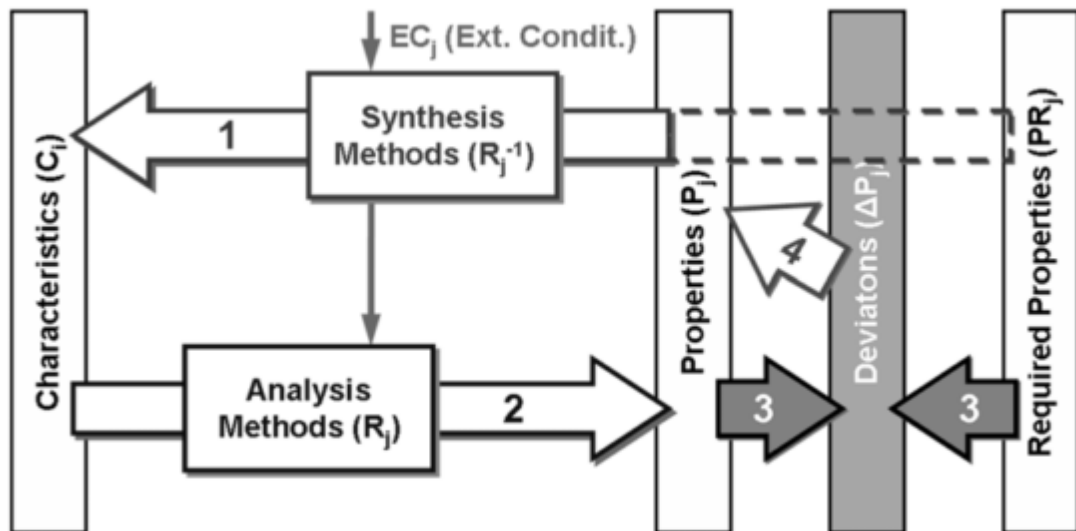 ECj (Ext. Condit.)
Synthesis
Methods (Rj⁻¹)
1
Characteristics (Ci)
Properties (Pj)
4
Deviatons (ΔPj)
Required Properties (PRj)
Analysis
Methods (Rj)
2
3
3